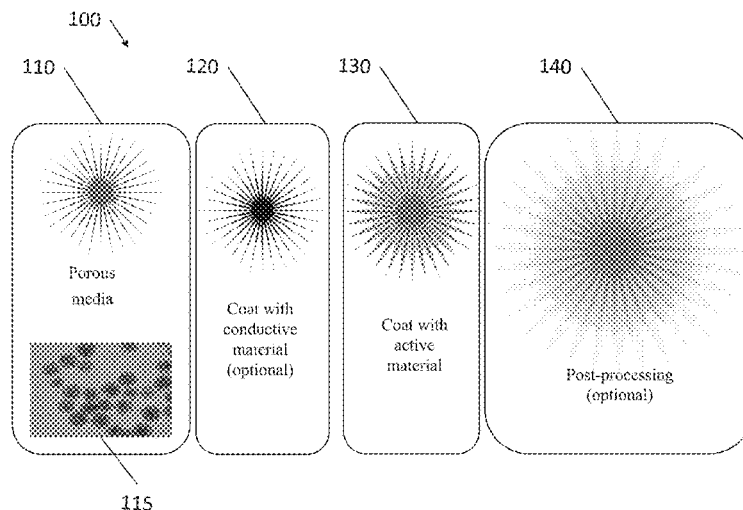 100
110
120
130
140
Porous
media
Coat with
conductive
material
(optional)
Coat with
active
material
Post-processing
(optional)
115